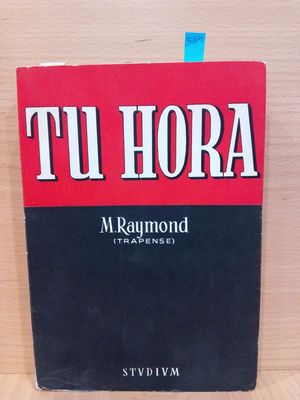 TU HORA
M.Raymond
(TRAPENSE)
STVDIVM